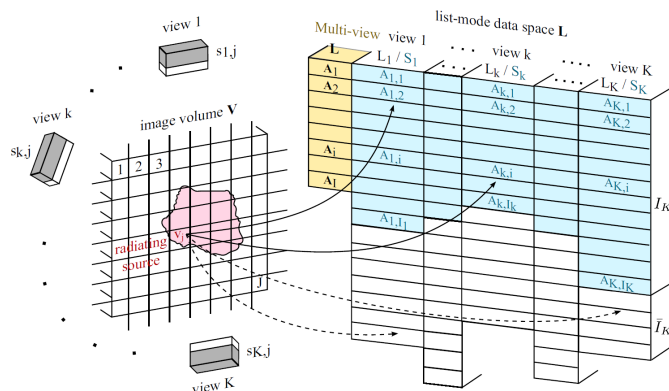 view 1
s1,j
view k
sk,j
image volume V
1 2 3
vj
radiating
source
J
sK,j
view K
list-mode data space L
Multi-view
view 1
view k
view K
L
L1 / S1
Lk / Sk
LK / SK
A1
A2
Ai
AI
A1,1
A1,2
A1,i
A1,I1
Ak,1
Ak,2
Ak,i
Ak,Ik
AK,1
AK,2
AK,i
AK,IK
IK
ĪK